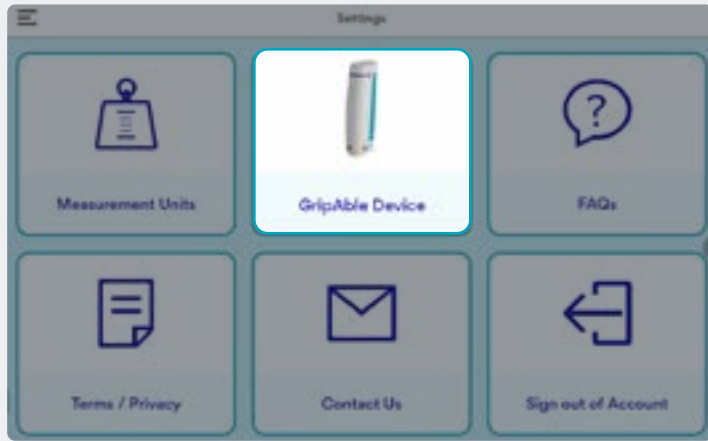 Settings
Measurement Units
GripAble Device
?
FAQs
Terms / Privacy
Contact Us
Sign out of Account